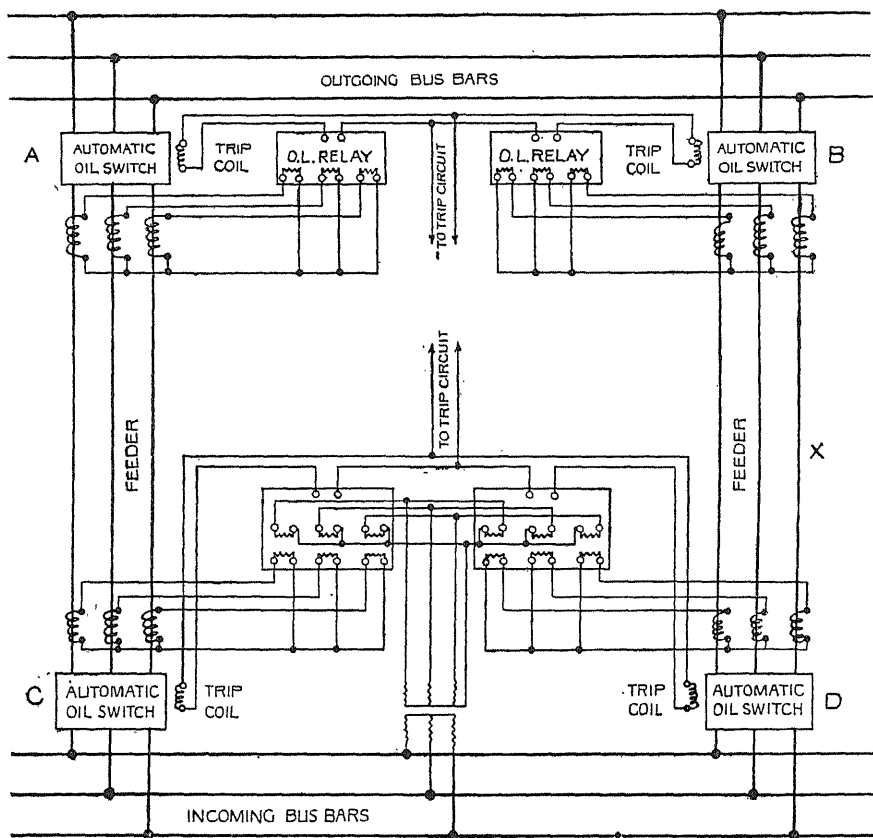 OUTGOING BUS BARS
A
AUTOMATIC
OIL SWITCH
TRIP
COIL
O.L. RELAY
TO TRIP CIRCUIT
O.L. RELAY
TRIP
COIL
AUTOMATIC
OIL SWITCH
B
FEEDER
TO TRIP CIRCUIT
FEEDER
X
C
AUTOMATIC
OIL SWITCH
TRIP
COIL
TRIP
COIL
AUTOMATIC
OIL SWITCH
D
INCOMING BUS BARS